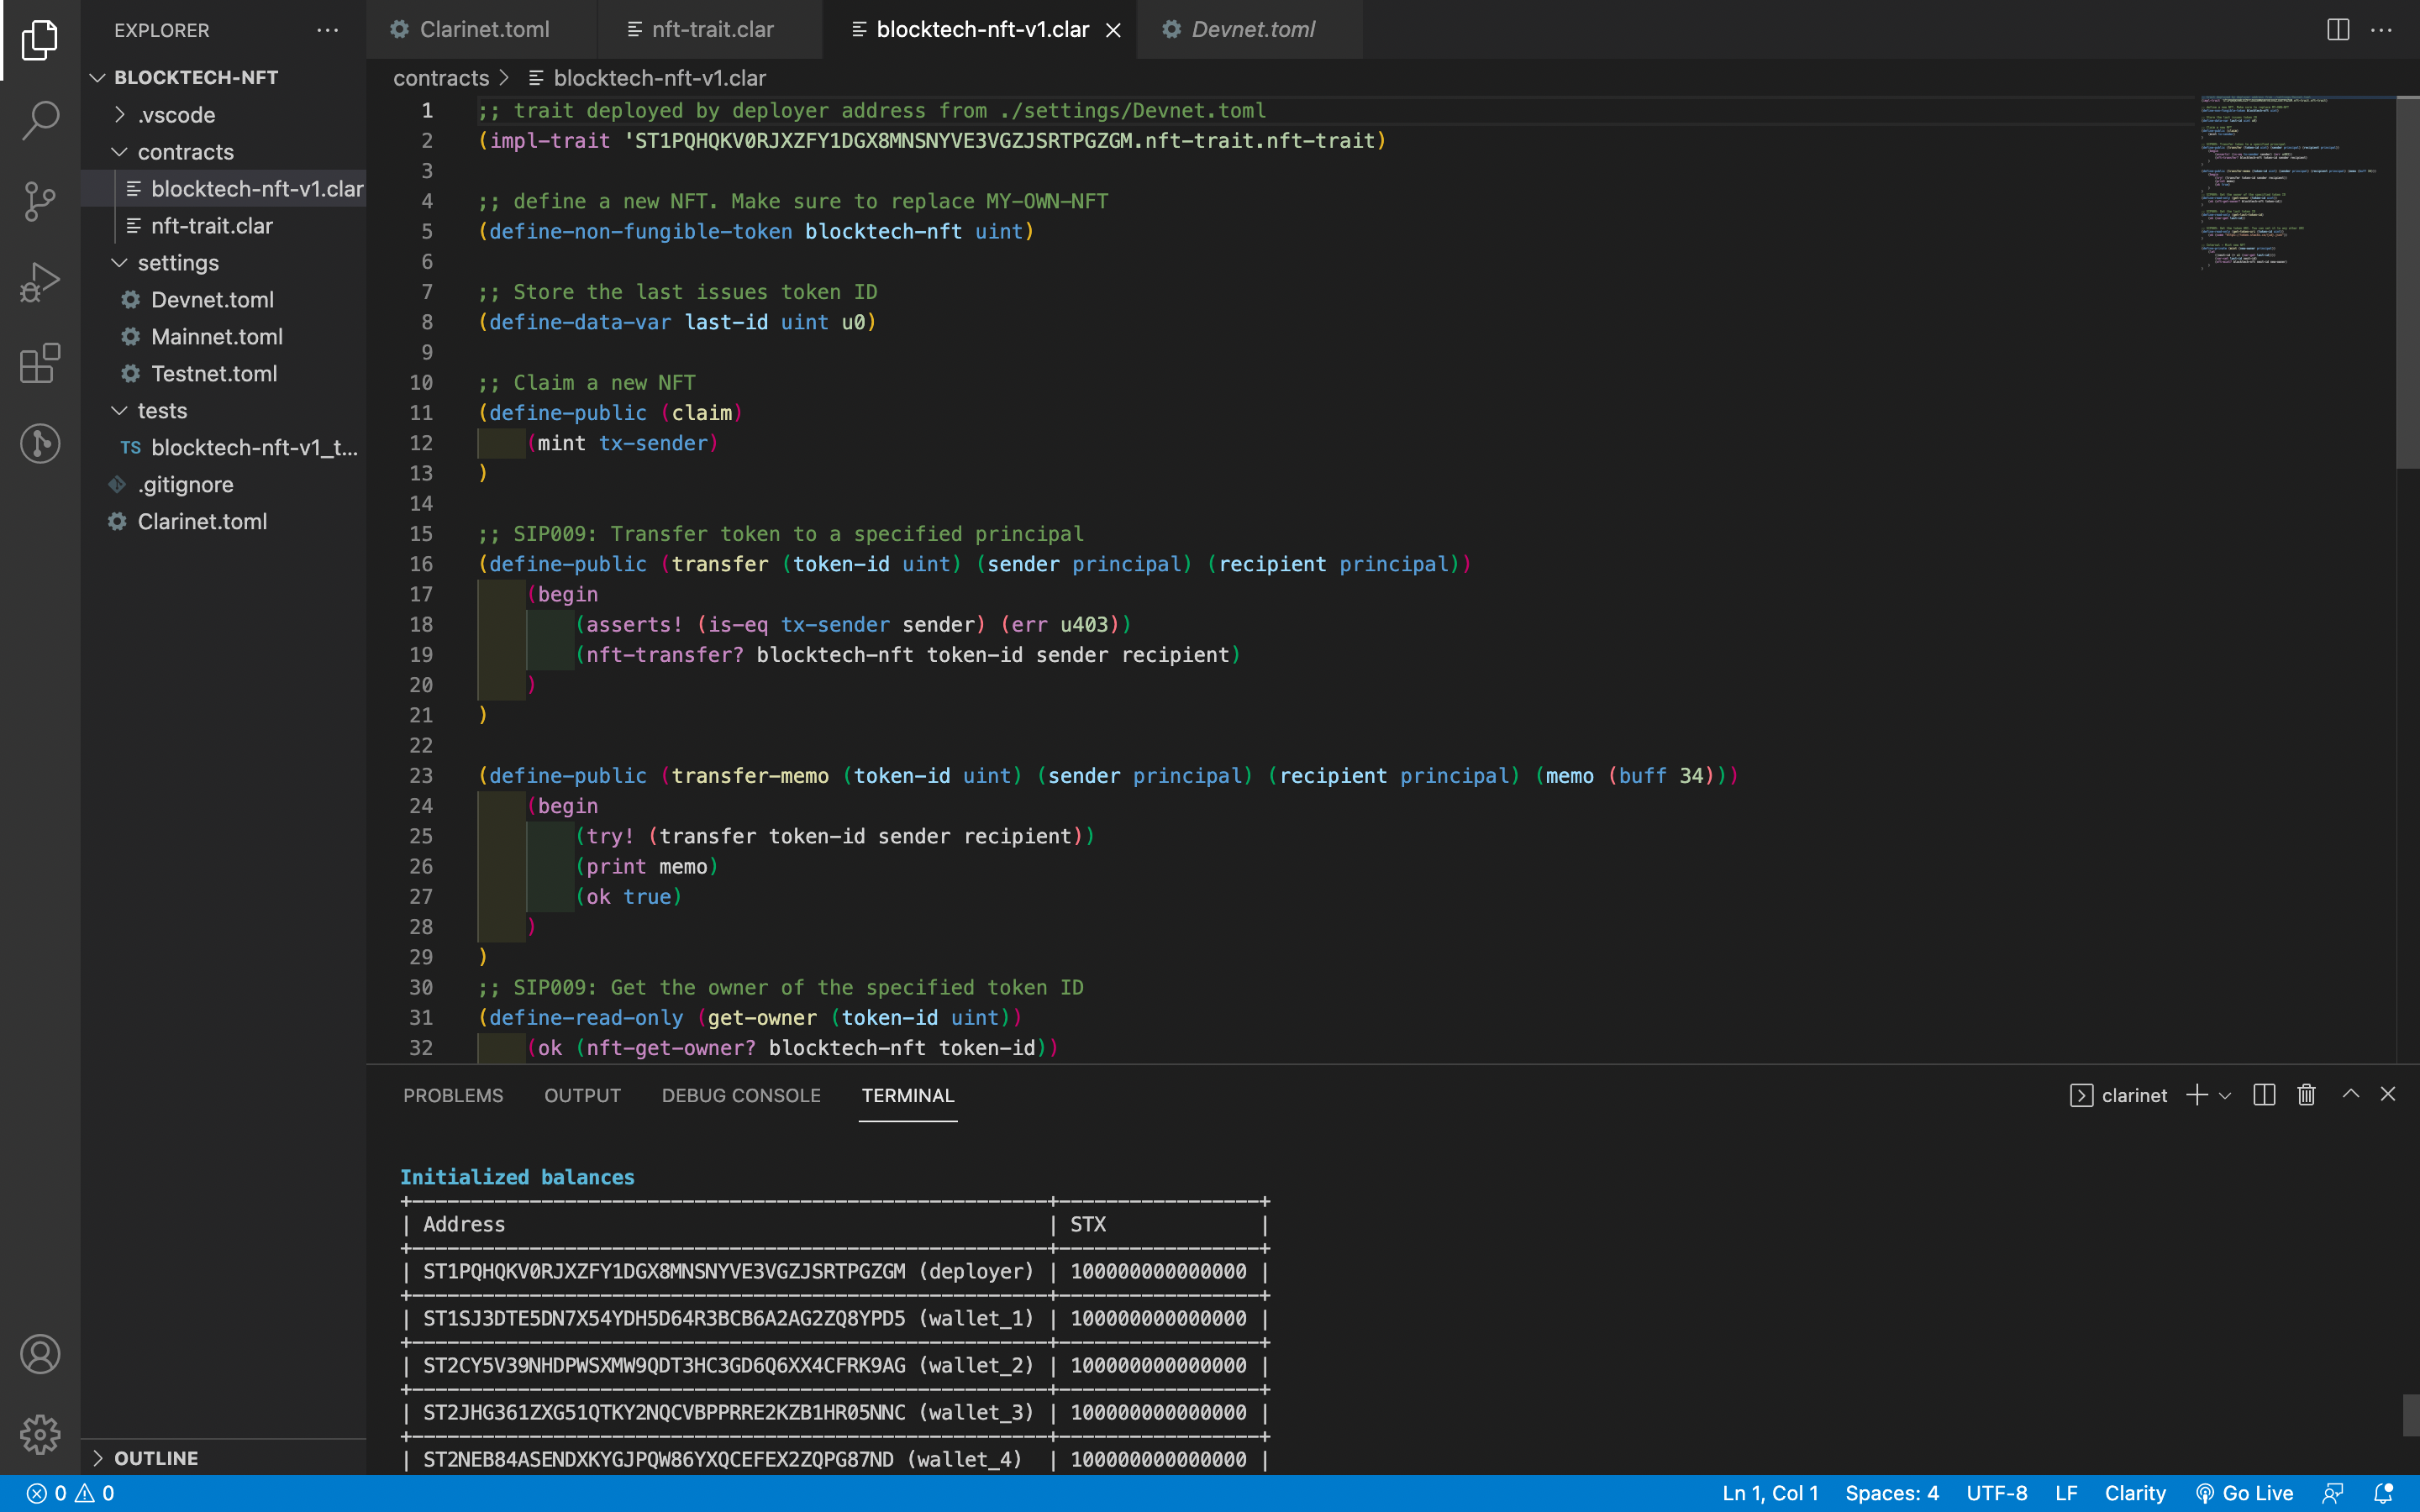 EXPLORER
BLOCKTECH-NFT
.vscode
contracts
blocktech-nft-v1.clar
nft-trait.clar
settings
Devnet.toml
Mainnet.toml
Testnet.toml
tests
TS blocktech-nft-v1_t...
.gitignore
Clarinet.toml
OUTLINE
Clarinet.toml nft-trait.clar blocktech-nft-v1.clar Devnet.toml
contracts > blocktech-nft-v1.clar
1 ;; trait deployed by deployer address from ./settings/Devnet.toml
2 (impl-trait 'ST1PQHQKV0RJXZFY1DGX8MNSNYVE3VGZJSRTPGZGM.nft-trait.nft-trait)
3
4 ;; define a new NFT. Make sure to replace MY-OWN-NFT
5 (define-non-fungible-token blocktech-nft uint)
6
7 ;; Store the last issues token ID
8 (define-data-var last-id uint u0)
9
10 ;; Claim a new NFT
11 (define-public (claim)
12 (mint tx-sender)
13 )
14
15 ;; SIP009: Transfer token to a specified principal
16 (define-public (transfer (token-id uint) (sender principal) (recipient principal))
17 (begin
18 (asserts! (is-eq tx-sender sender) (err u403))
19 (nft-transfer? blocktech-nft token-id sender recipient)
20 )
21 )
22
23 (define-public (transfer-memo (token-id uint) (sender principal) (recipient principal) (memo (buff 34)))
24 (begin
25 (try! (transfer token-id sender recipient))
26 (print memo)
27 (ok true)
28 )
29 )
30 ;; SIP009: Get the owner of the specified token ID
31 (define-read-only (get-owner (token-id uint))
32 (ok (nft-get-owner? blocktech-nft token-id))
PROBLEMS OUTPUT DEBUG CONSOLE TERMINAL clarinet
Initialized balances
| Address | STX |
| ST1PQHQKV0RJXZFY1DGX8MNSNYVE3VGZJSRTPGZGM (deployer) | 100000000000000 |
| ST1SJ3DTE5DN7X54YDH5D64R3BCB6A2AG2ZQ8YPD5 (wallet_1) | 100000000000000 |
| ST2CY5V39NHDPWSXMW9QDT3HC3GD6Q6XX4CFRK9AG (wallet_2) | 100000000000000 |
| ST2JHG361ZXG51QTKY2NQCVBPPRRE2KZB1HR05NNC (wallet_3) | 100000000000000 |
| ST2NEB84ASENDXKYGJPQW86YXQCEFEX2ZQPG87ND (wallet_4) | 100000000000000 |
0 0 Ln 1, Col 1 Spaces: 4 UTF-8 LF Clarity Go Live